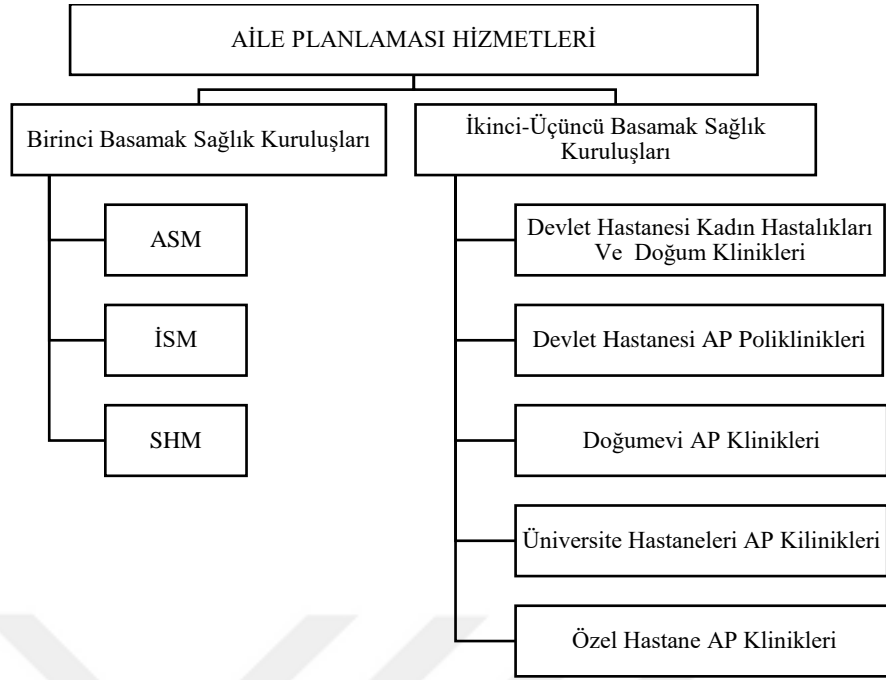 AİLE PLANLAMASI HİZMETLERİ
Birinci Basamak Sağlık Kuruluşları
ASM
İSM
SHM
İkinci-Üçüncü Basamak Sağlık
Kuruluşları
Devlet Hastanesi Kadın Hastalıkları
Ve Doğum Klinikleri
Devlet Hastanesi AP Poliklinikleri
Doğumevi AP Klinikleri
Üniversite Hastaneleri AP Kilinikleri
Özel Hastane AP Klinikleri